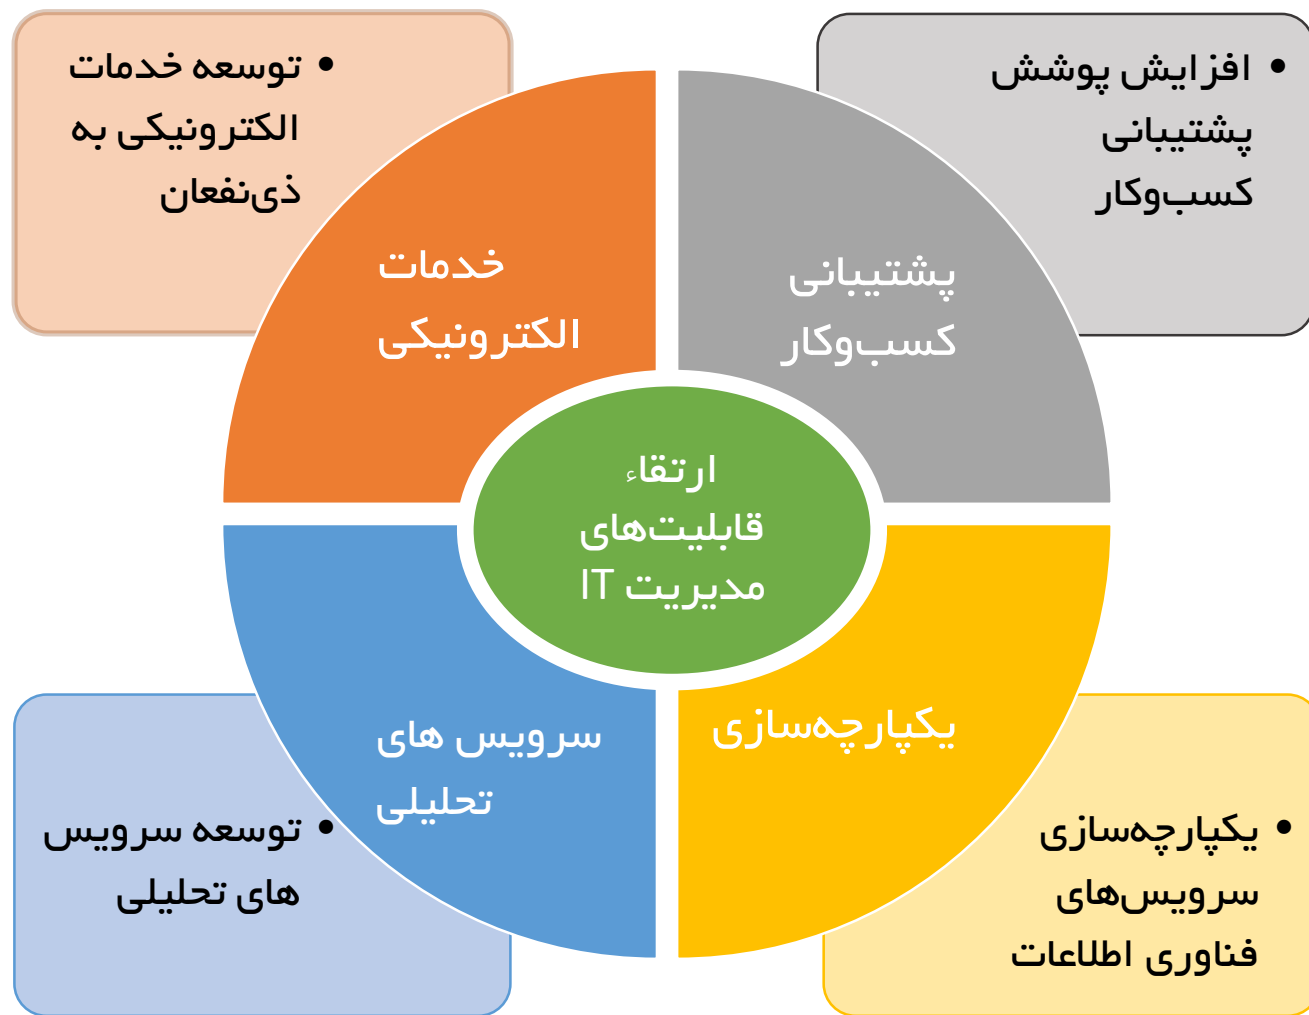 • افزایش پوشش
پشتیبانی
کسب‌وکار
• توسعه خدمات
الکترونیکی به
ذی‌نفعان
پشتیبانی
کسب‌وکار
خدمات
الکترونیکی
ارتقاء
قابلیت‌های
مدیریت IT
یکپارچه‌سازی
سرویس های
تحلیلی
• یکپارچه‌سازی
سرویس‌های
فناوری اطلاعات
• توسعه سرویس
های تحلیلی